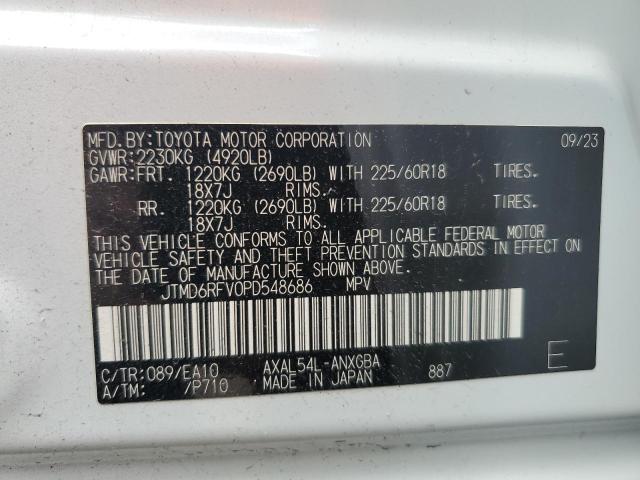 MFD.BY:TOYOTA MOTOR CORPORATION 09/23
GVWR:2230KG (4920LB)
GAWR:FRT. 1220KG (2690LB) WITH 225/60R18 TIRES.
18X7J RIMS.
RR. 1220KG (2690LB) WITH 225/60R18 TIRES.
18X7J RIMS.
THIS VEHICLE CONFORMS TO ALL APPLICABLE FEDERAL MOTOR
VEHICLE SAFETY AND THEFT PREVENTION STANDARDS IN EFFECT ON
THE DATE OF MANUFACTURE SHOWN ABOVE.
JTMD6RFV0PD548686 MPV
C/TR:089/EA10 AXAL54L-ANXGBA 887 E
A/TM: /P710 MADE IN JAPAN